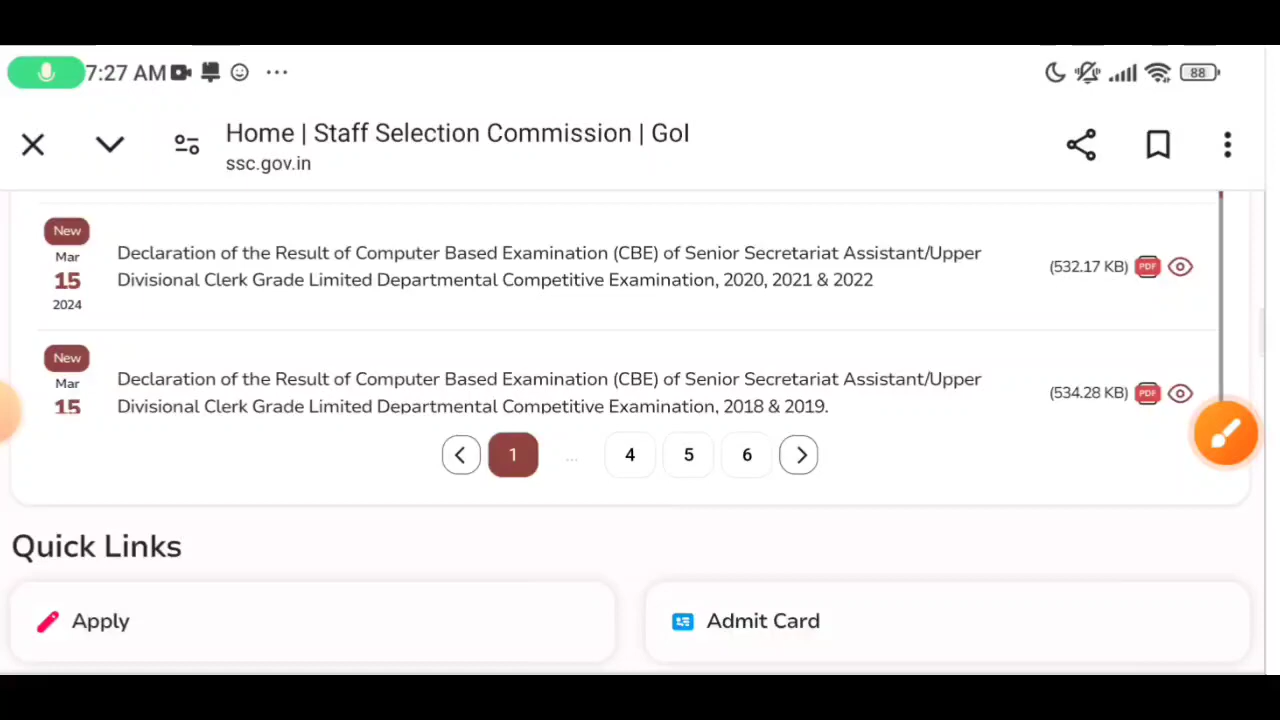 7:27 AM
88
Home | Staff Selection Commission | GoI
ssc.gov.in
New
Mar
15
2024
Declaration of the Result of Computer Based Examination (CBE) of Senior Secretariat Assistant/Upper
Divisional Clerk Grade Limited Departmental Competitive Examination, 2020, 2021 & 2022
(532.17 KB) PDF
New
Mar
15
Declaration of the Result of Computer Based Examination (CBE) of Senior Secretariat Assistant/Upper
Divisional Clerk Grade Limited Departmental Competitive Examination, 2018 & 2019.
(534.28 KB) PDF
1 ... 4 5 6
Quick Links
Apply
Admit Card